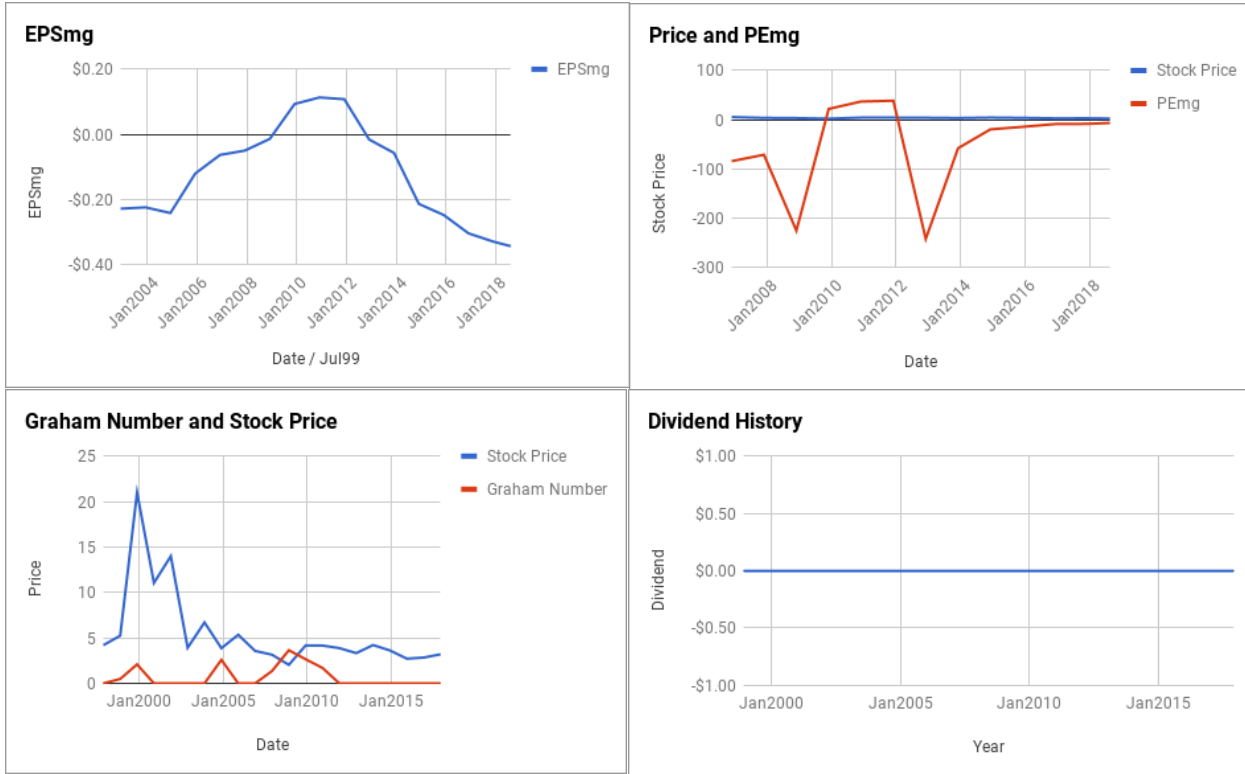 EPSmg
$0.20
$0.00
-$0.20
-$0.40
EPSmg
EPSmg
Jan2004
Jan2006
Jan2008
Jan2010
Jan2012
Jan2014
Jan2016
Jan2018
Date / Jul99
Price and PEmg
100
0
-100
-200
-300
Stock Price
Stock Price
PEmg
Jan2008
Jan2010
Jan2012
Jan2014
Jan2016
Jan2018
Date
Graham Number and Stock Price
25
20
15
10
5
0
Price
Stock Price
Graham Number
Jan2000
Jan2005
Jan2010
Jan2015
Date
Dividend History
$1.00
$0.50
$0.00
-$0.50
-$1.00
Dividend
Jan2000
Jan2005
Jan2010
Jan2015
Year